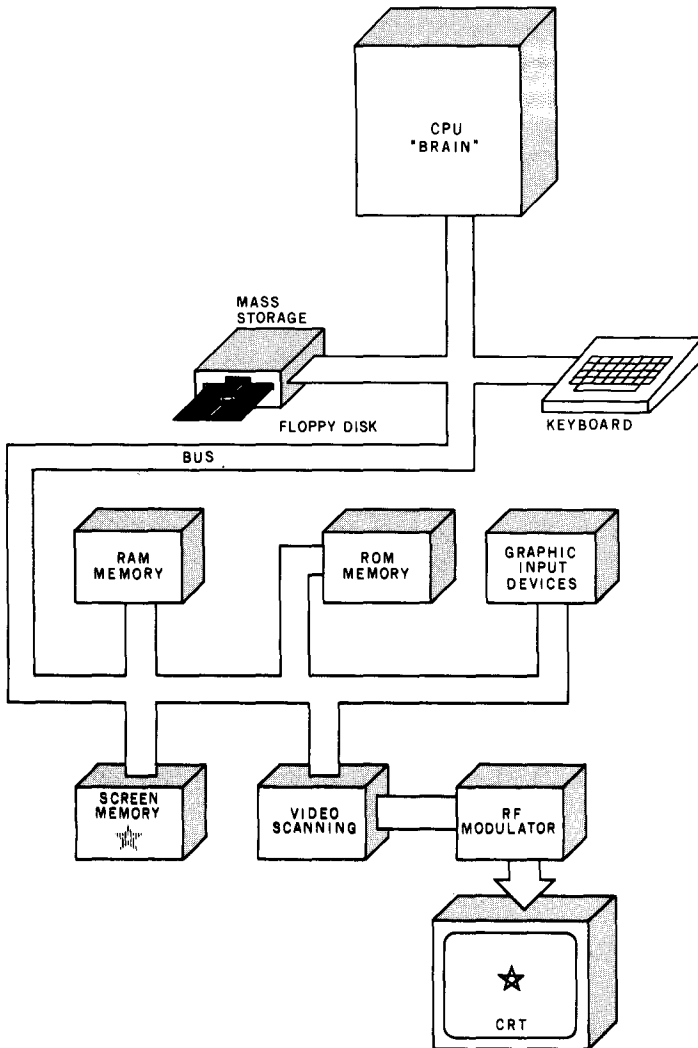 CPU
"BRAIN"
MASS
STORAGE
FLOPPY DISK
KEYBOARD
BUS
RAM
MEMORY
ROM
MEMORY
GRAPHIC
INPUT
DEVICES
SCREEN
MEMORY
VIDEO
SCANNING
RF
MODULATOR
CRT